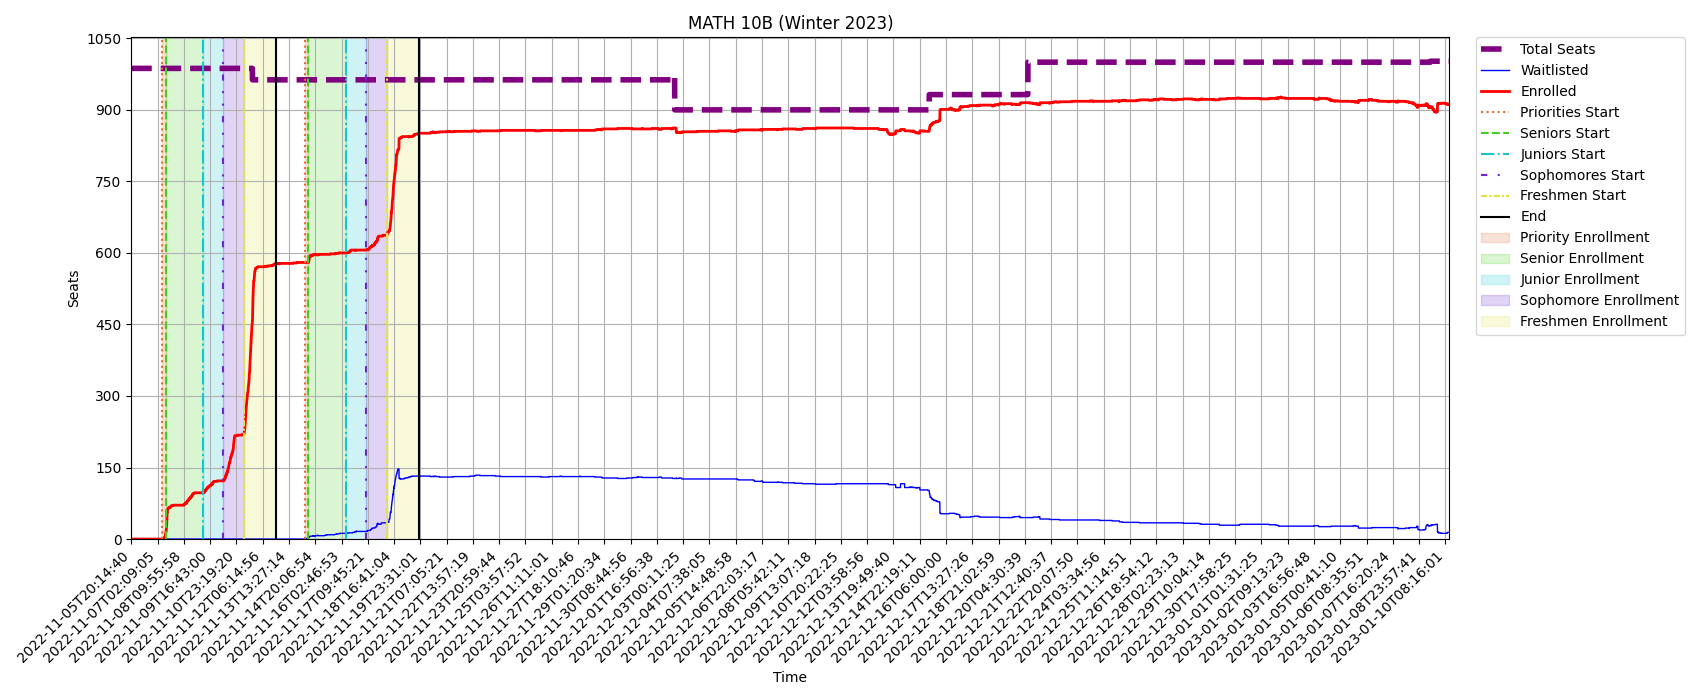 MATH 10B (Winter 2023)
1050
900
750
600
450
300
150
0
Seats
2022-11-05T20:14:40
2022-11-07T02:09:05
2022-11-08T09:55:58
2022-11-09T16:43:00
2022-11-10T23:19:20
2022-11-12T06:14:56
2022-11-13T13:27:14
2022-11-14T20:06:54
2022-11-16T02:46:53
2022-11-17T09:45:21
2022-11-18T16:41:04
2022-11-19T23:31:01
2022-11-21T07:05:21
2022-11-22T13:57:19
2022-11-23T20:59:44
2022-11-25T03:57:52
2022-11-26T11:11:01
2022-11-27T18:10:46
2022-11-29T01:20:34
2022-11-30T08:44:56
2022-12-01T16:56:38
2022-12-03T00:11:25
2022-12-04T07:38:05
2022-12-05T14:48:58
2022-12-06T22:03:17
2022-12-08T05:42:11
2022-12-09T13:07:18
2022-12-10T20:22:25
2022-12-12T03:58:56
2022-12-13T19:49:40
2022-12-14T22:19:11
2022-12-16T06:00:00
2022-12-17T13:27:26
2022-12-18T21:02:59
2022-12-20T04:30:39
2022-12-21T12:40:37
2022-12-22T20:07:50
2022-12-24T03:34:56
2022-12-25T11:14:51
2022-12-26T18:54:12
2022-12-28T02:23:13
2022-12-29T10:04:14
2022-12-30T17:58:25
2023-01-01T01:31:25
2023-01-02T09:13:23
2023-01-03T16:56:48
2023-01-05T00:41:10
2023-01-06T08:35:51
2023-01-07T16:20:24
2023-01-08T23:57:41
2023-01-10T08:16:01
Time
Total Seats
Waitlisted
Enrolled
Priorities Start
Seniors Start
Juniors Start
Sophomores Start
Freshmen Start
End
Priority Enrollment
Senior Enrollment
Junior Enrollment
Sophomore Enrollment
Freshmen Enrollment